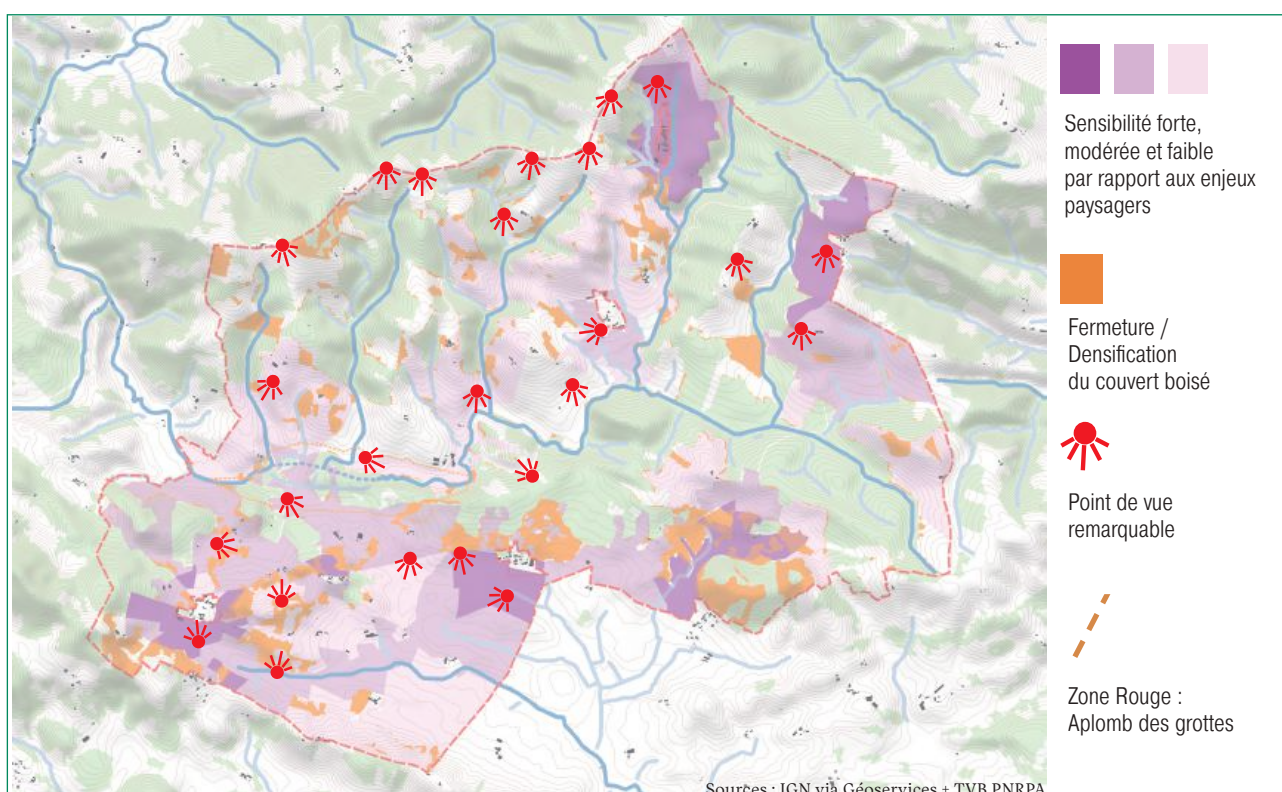 Sensibilité forte,
modérée et faible
par rapport aux enjeux
paysagers
Fermeture /
Densification
du couvert boisé
Point de vue
remarquable
Zone Rouge :
Aplomb des grottes
Sources : IGN via Géoservices + TVB PNRPA